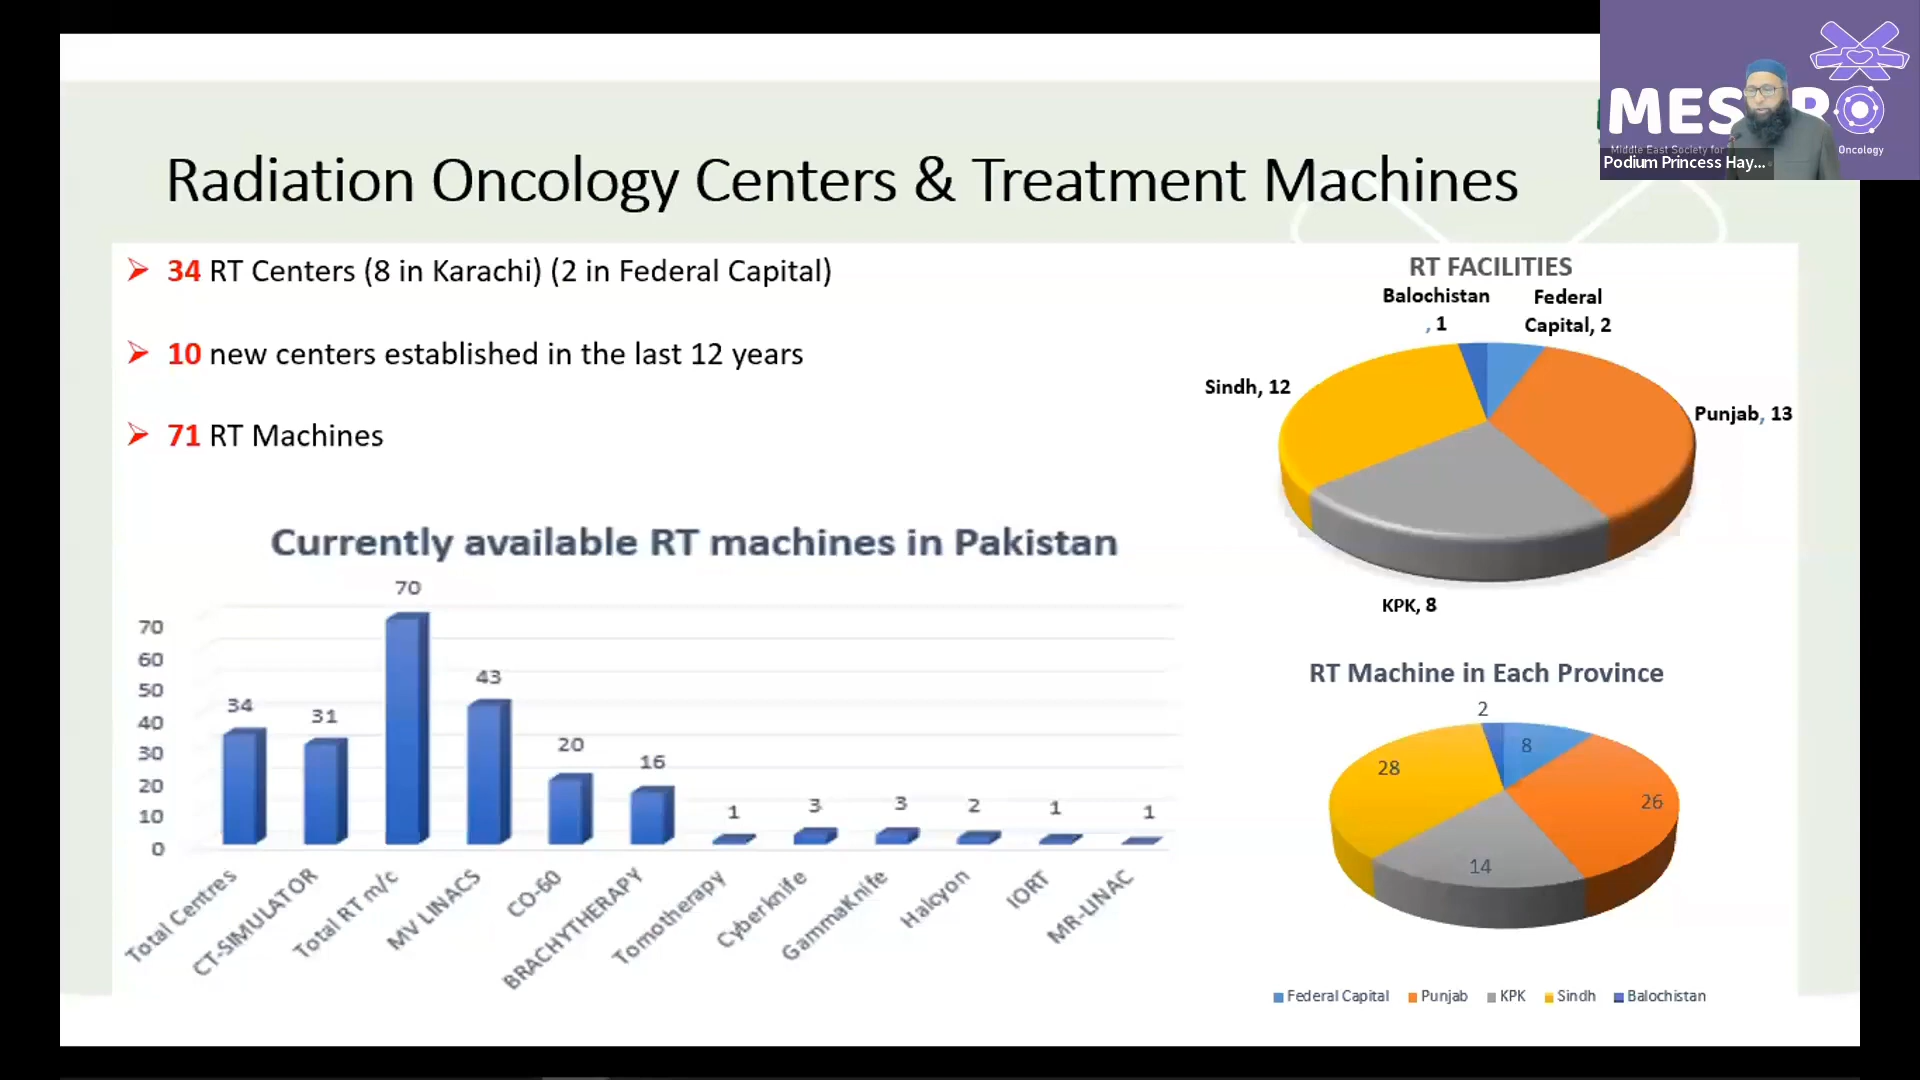 Radiation Oncology Centers & Treatment Machines
➢ 34 RT Centers (8 in Karachi) (2 in Federal Capital)
➢ 10 new centers established in the last 12 years
➢ 71 RT Machines
Currently available RT machines in Pakistan
70
60
50
40
30
20
10
0
34
31
70
43
20
16
1
3
3
2
1
1
Total Centres
CT-SIMULATOR
Total RT m/c
MV LINACS
CO-60
BRACHYTHERAPY
Tomotherapy
Cyberknife
GammaKnife
Halcyon
IORT
MR-LINAC
RT FACILITIES
Balochistan
, 1
Federal
Capital, 2
Sindh, 12
Punjab, 13
KPK, 8
RT Machine in Each Province
2
8
28
26
14
Federal Capital Punjab KPK Sindh Balochistan
MES R
Middle East Society for Oncology
Podium Princess Hay...